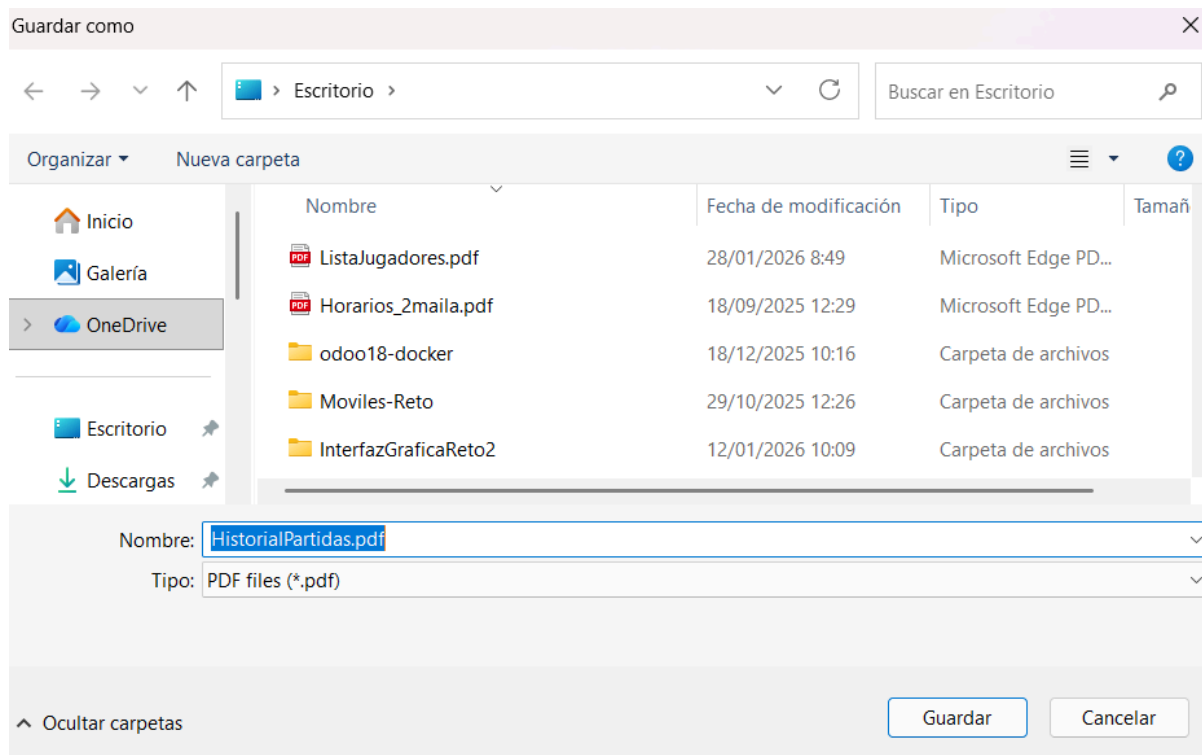 Guardar como
Escritorio
Buscar en Escritorio
Organizar
Nueva carpeta
Inicio
Galería
OneDrive
Escritorio
Descargas
Nombre Fecha de modificación Tipo Tamañ
PDF ListaJugadores.pdf 28/01/2026 8:49 Microsoft Edge PD...
PDF Horarios_2maila.pdf 18/09/2025 12:29 Microsoft Edge PD...
odoo18-docker 18/12/2025 10:16 Carpeta de archivos
Moviles-Reto 29/10/2025 12:26 Carpeta de archivos
InterfazGraficaReto2 12/01/2026 10:09 Carpeta de archivos
Nombre: HistorialPartidas.pdf
Tipo: PDF files (*.pdf)
Ocultar carpetas
Guardar
Cancelar